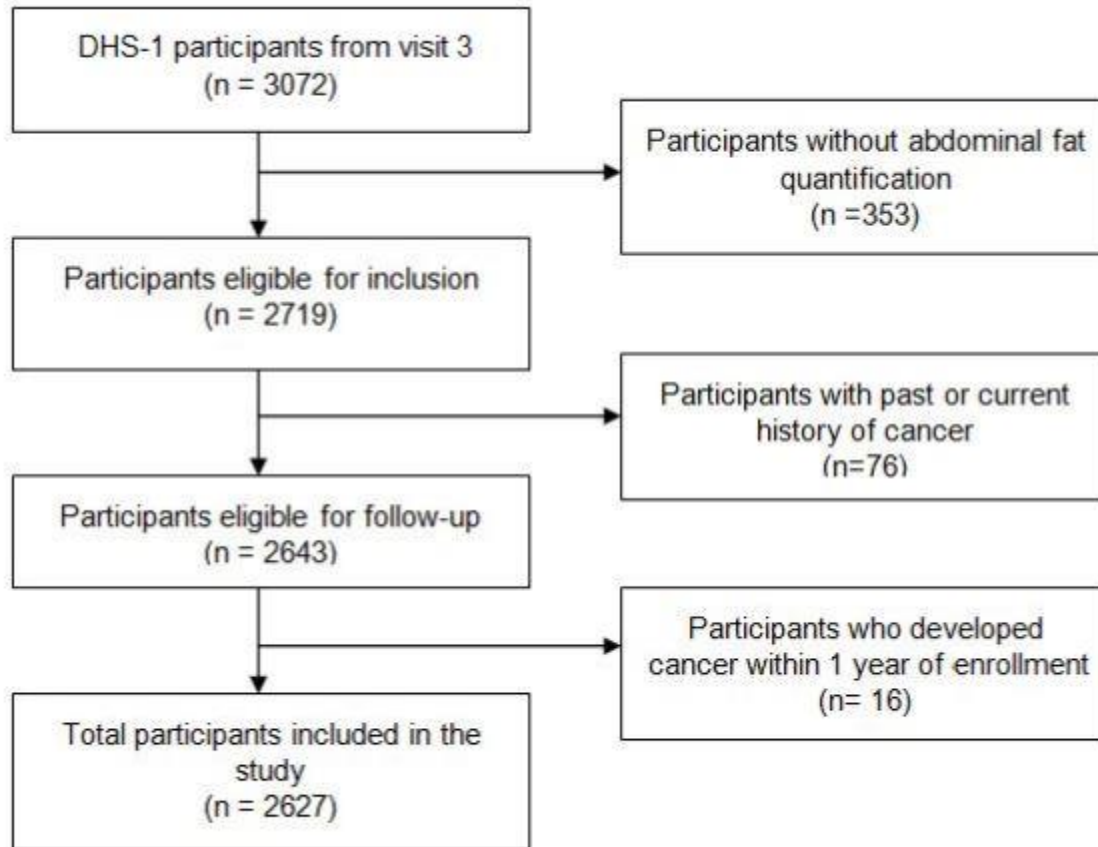 DHS-1 participants from visit 3
(n = 3072)
Participants without abdominal fat
quantification
(n =353)
Participants eligible for inclusion
(n = 2719)
Participants with past or current
history of cancer
(n=76)
Participants eligible for follow-up
(n = 2643)
Participants who developed
cancer within 1 year of enrollment
(n= 16)
Total participants included in the
study
(n = 2627)